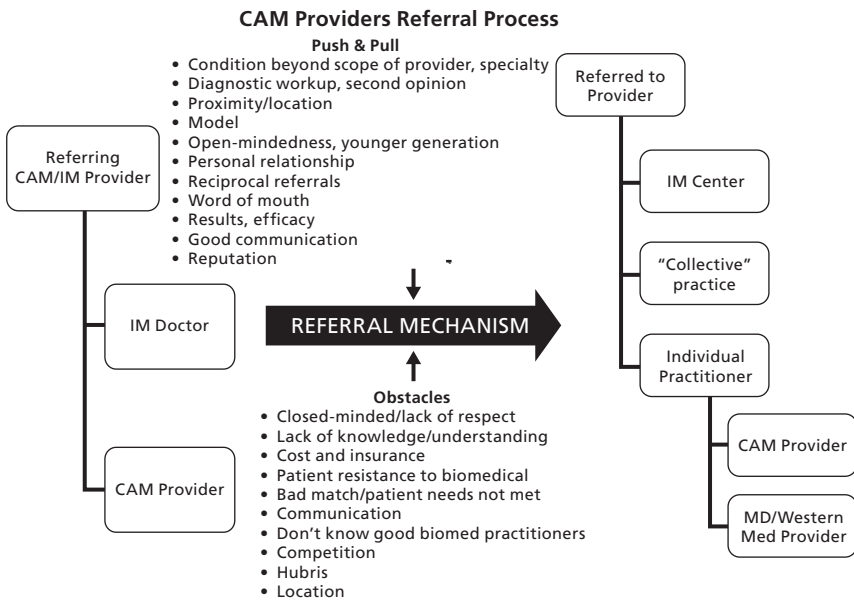 CAM Providers Referral Process
Push & Pull
• Condition beyond scope of provider, specialty
• Diagnostic workup, second opinion
• Proximity/location
• Model
• Open-mindedness, younger generation
• Personal relationship
• Reciprocal referrals
• Word of mouth
• Results, efficacy
• Good communication
• Reputation
Referring
CAM/IM Provider
IM Doctor
CAM Provider
REFERRAL MECHANISM
Obstacles
• Closed-minded/lack of respect
• Lack of knowledge/understanding
• Cost and insurance
• Patient resistance to biomedical
• Bad match/patient needs not met
• Communication
• Don’t know good biomed practitioners
• Competition
• Hubris
• Location
Referred to
Provider
IM Center
“Collective”
practice
Individual
Practitioner
CAM Provider
MD/Western
Med Provider